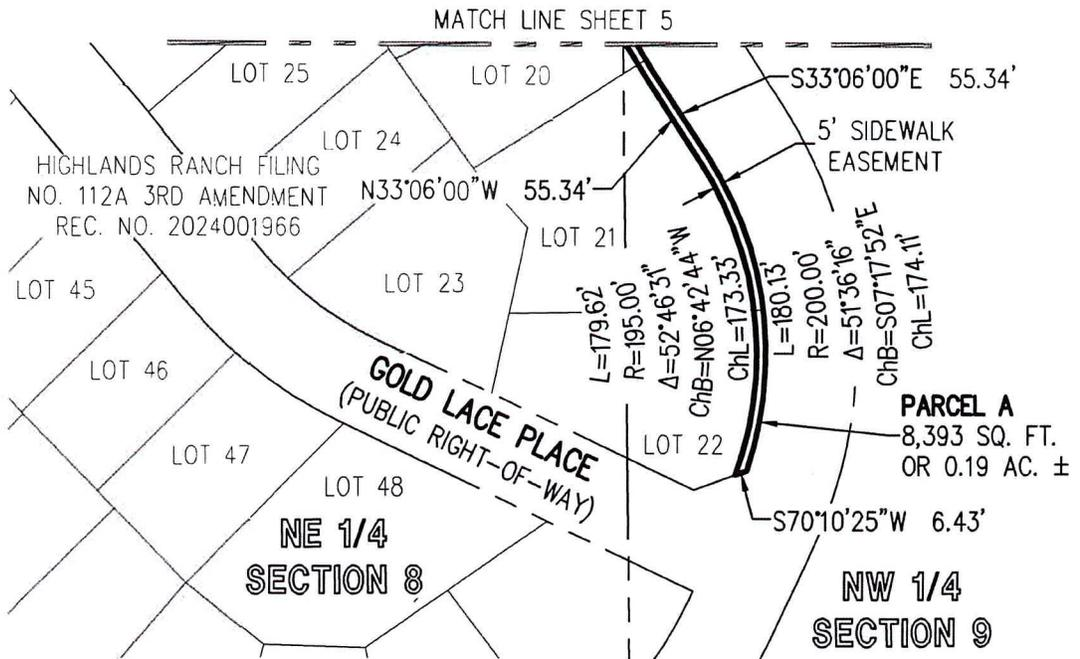 MATCH LINE SHEET 5
LOT 25
LOT 20
S33°06'00"E 55.34'
LOT 24
5' SIDEWALK
EASEMENT
HIGHLANDS RANCH FILING
NO. 112A 3RD AMENDMENT
REC. NO. 2024001966
N33°06'00"W 55.34'
LOT 21
LOT 23
LOT 45
L=179.62'
R=195.00'
Δ=52°46'31"
ChB=N06°42'44"W
ChL=173.33'
L=180.13'
R=200.00'
Δ=51°36'16"
ChB=S07°17'52"E
ChL=174.11'
LOT 46
GOLD LACE PLACE
(PUBLIC RIGHT-OF-WAY)
PARCEL A
8,393 SQ. FT.
OR 0.19 AC. ±
LOT 22
LOT 47
LOT 48
S70°10'25"W 6.43'
NE 1/4
SECTION 8
NW 1/4
SECTION 9